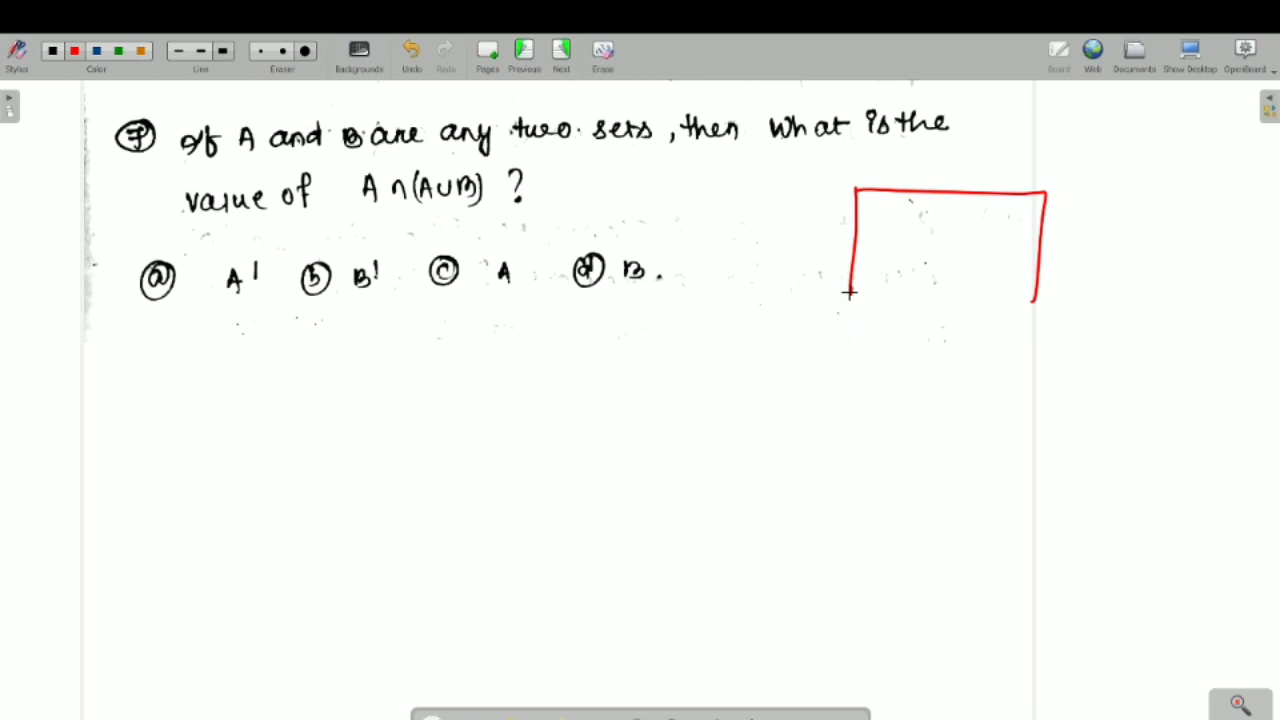 Stylus Color Line Eraser Backgrounds Undo Redo Pages Previous Next Erase Board Web Documents Show Desktop OpenBoard
⑦ If A and B are any two sets, then what is the
value of A ∩ (A ∪ B) ?
ⓐ A' ⓑ B' ⓒ A ⓓ B.